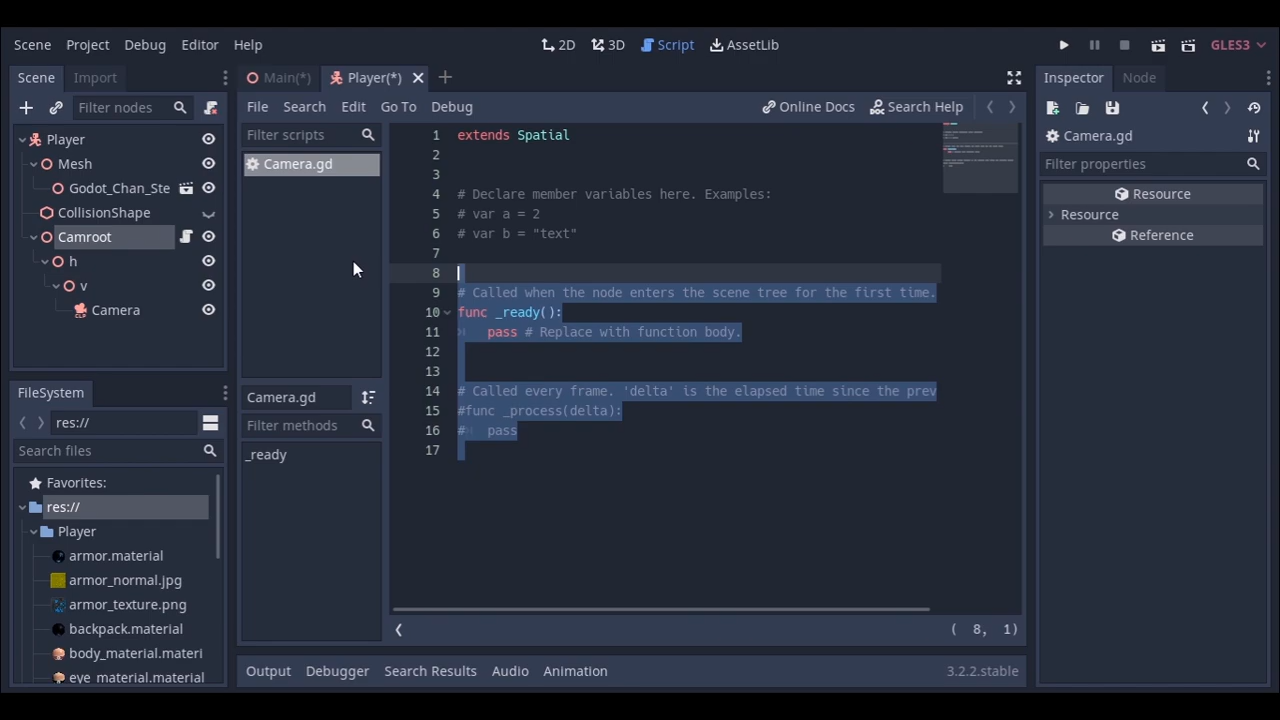 Scene Project Debug Editor Help
2D 3D Script AssetLib
GLES3
Scene Import
Filter nodes
Player
Mesh
Godot_Chan_Ste
CollisionShape
Camroot
h
v
Camera
FileSystem
res://
Search files
Favorites:
res://
Player
armor.material
armor_normal.jpg
armor_texture.png
backpack.material
body_material.materi
eye_material.material
Main(*) Player(*)
File Search Edit Go To Debug
Online Docs Search Help
Filter scripts
Camera.gd
Camera.gd
Filter methods
_ready
1 extends Spatial
2
3
4 # Declare member variables here. Examples:
5 # var a = 2
6 # var b = "text"
7
8
9 # Called when the node enters the scene tree for the first time.
10 func _ready():
11 pass # Replace with function body.
12
13
14 # Called every frame. 'delta' is the elapsed time since the prev
15 #func _process(delta):
16 # pass
17
( 8, 1)
Output Debugger Search Results Audio Animation
3.2.2.stable
Inspector Node
Camera.gd
Filter properties
Resource
Resource
Reference